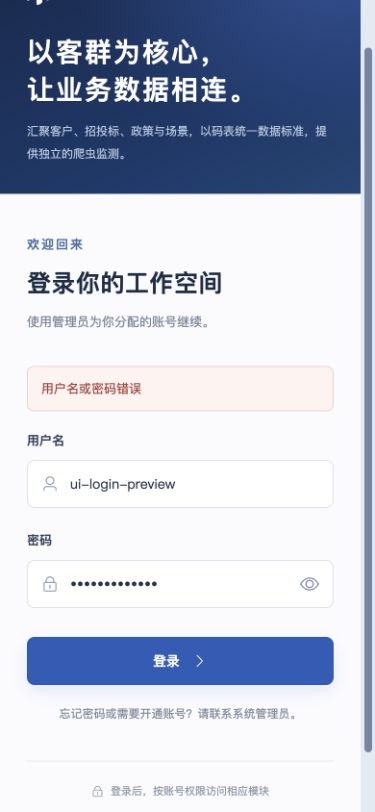 以客群为核心，
让业务数据相连。
汇聚客户、招投标、政策与场景，以码表统一数据标准，提
供独立的爬虫监测。
欢迎回来
登录你的工作空间
使用管理员为你分配的账号继续。
用户名或密码错误
用户名
ui-login-preview
密码
•••••••••••••
登录
忘记密码或需要开通账号？请联系系统管理员。
登录后，按账号权限访问相应模块